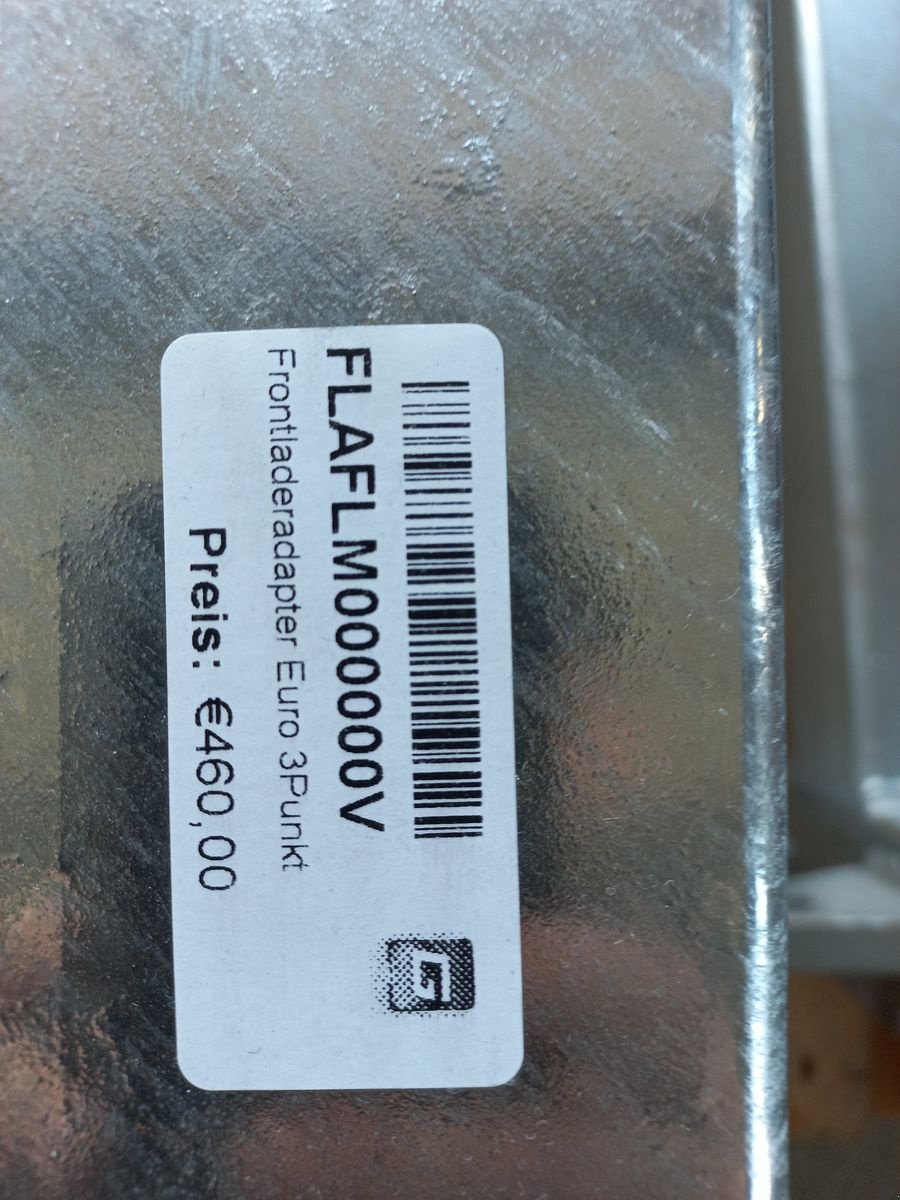 FLAFLM00000V
Frontladeradapter Euro 3Punkt
Preis: €460,00